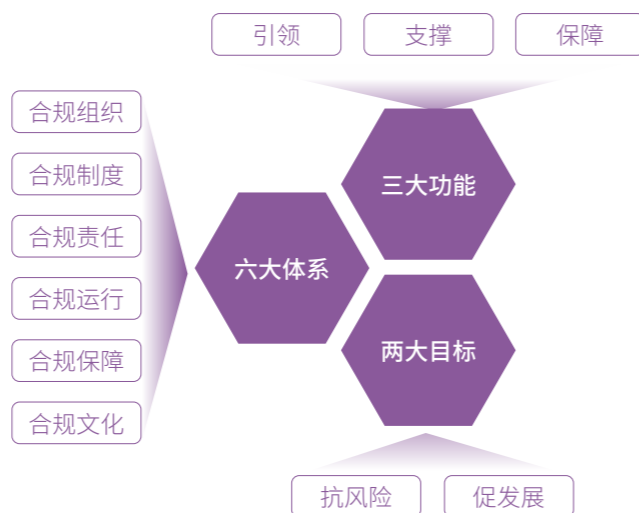 引领
支撑
保障
合规组织
合规制度
合规责任
合规运行
合规保障
合规文化
三大功能
六大体系
两大目标
抗风险
促发展